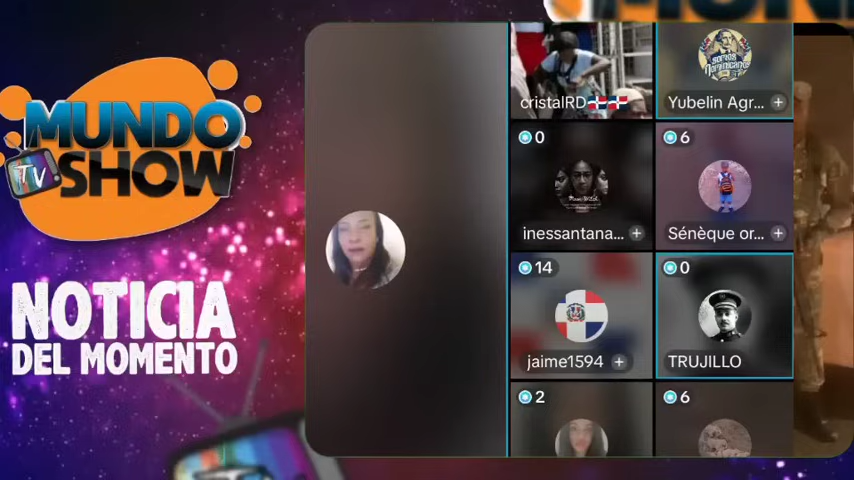 MUNDO
TV SHOW
NOTICIA
DEL MOMENTO
cristalRD🇩🇴🇩🇴
SOMOS
Yubelin Agr... +
0
inessantana... +
6
Sénèque or... +
14
jaime1594 +
0
TRUJILLO
2
6